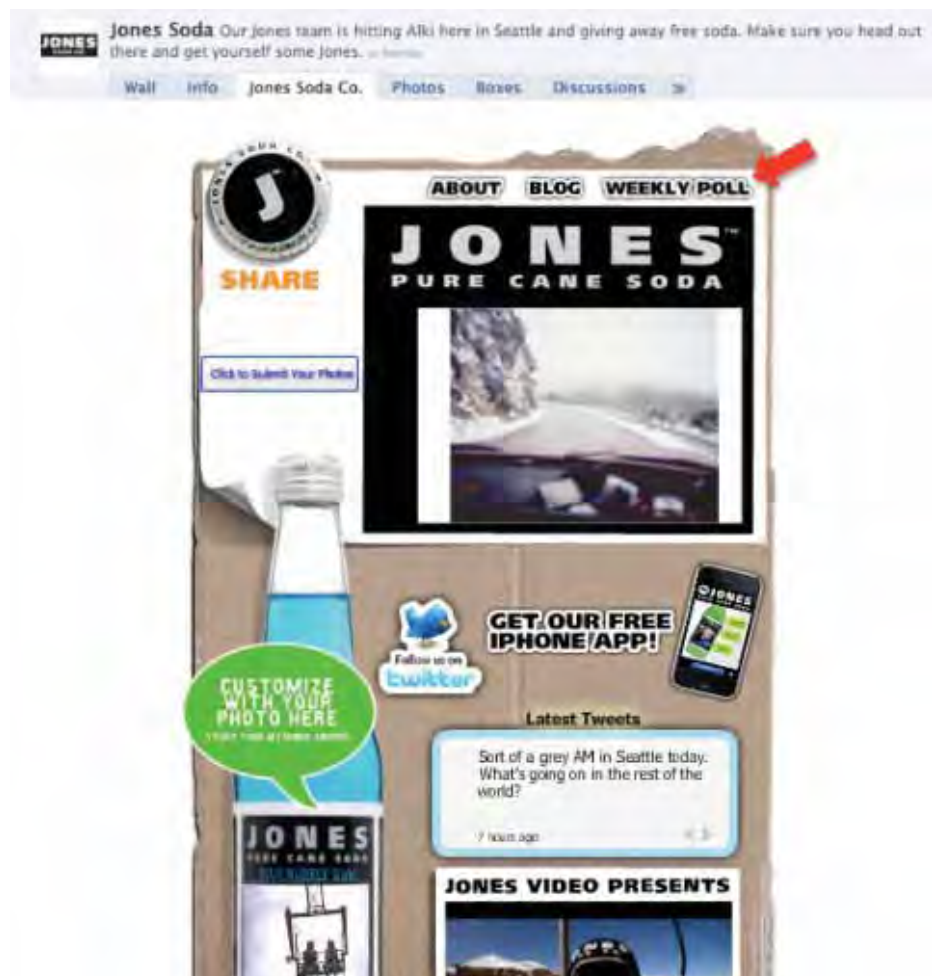 JONES
Jones Soda Our Jones team is hitting Alki here in Seattle and giving away free soda. Make sure you head out
there and get yourself some Jones.
Wall Info Jones Soda Co. Photos Boxes Discussions »
JONES SODA CO.
J
ABOUT BLOG WEEKLY POLL
SHARE
JONES™
PURE CANE SODA
Click to Submit Your Photos
GET OUR FREE
IPHONE APP!
JONES
Follow us on
twitter
CUSTOMIZE
WITH YOUR
PHOTO HERE
Latest Tweets
Sort of a grey AM in Seattle today.
What's going on in the rest of the
world?
7 hours ago
JONES
PURE CANE SODA
JONES VIDEO PRESENTS
JONES